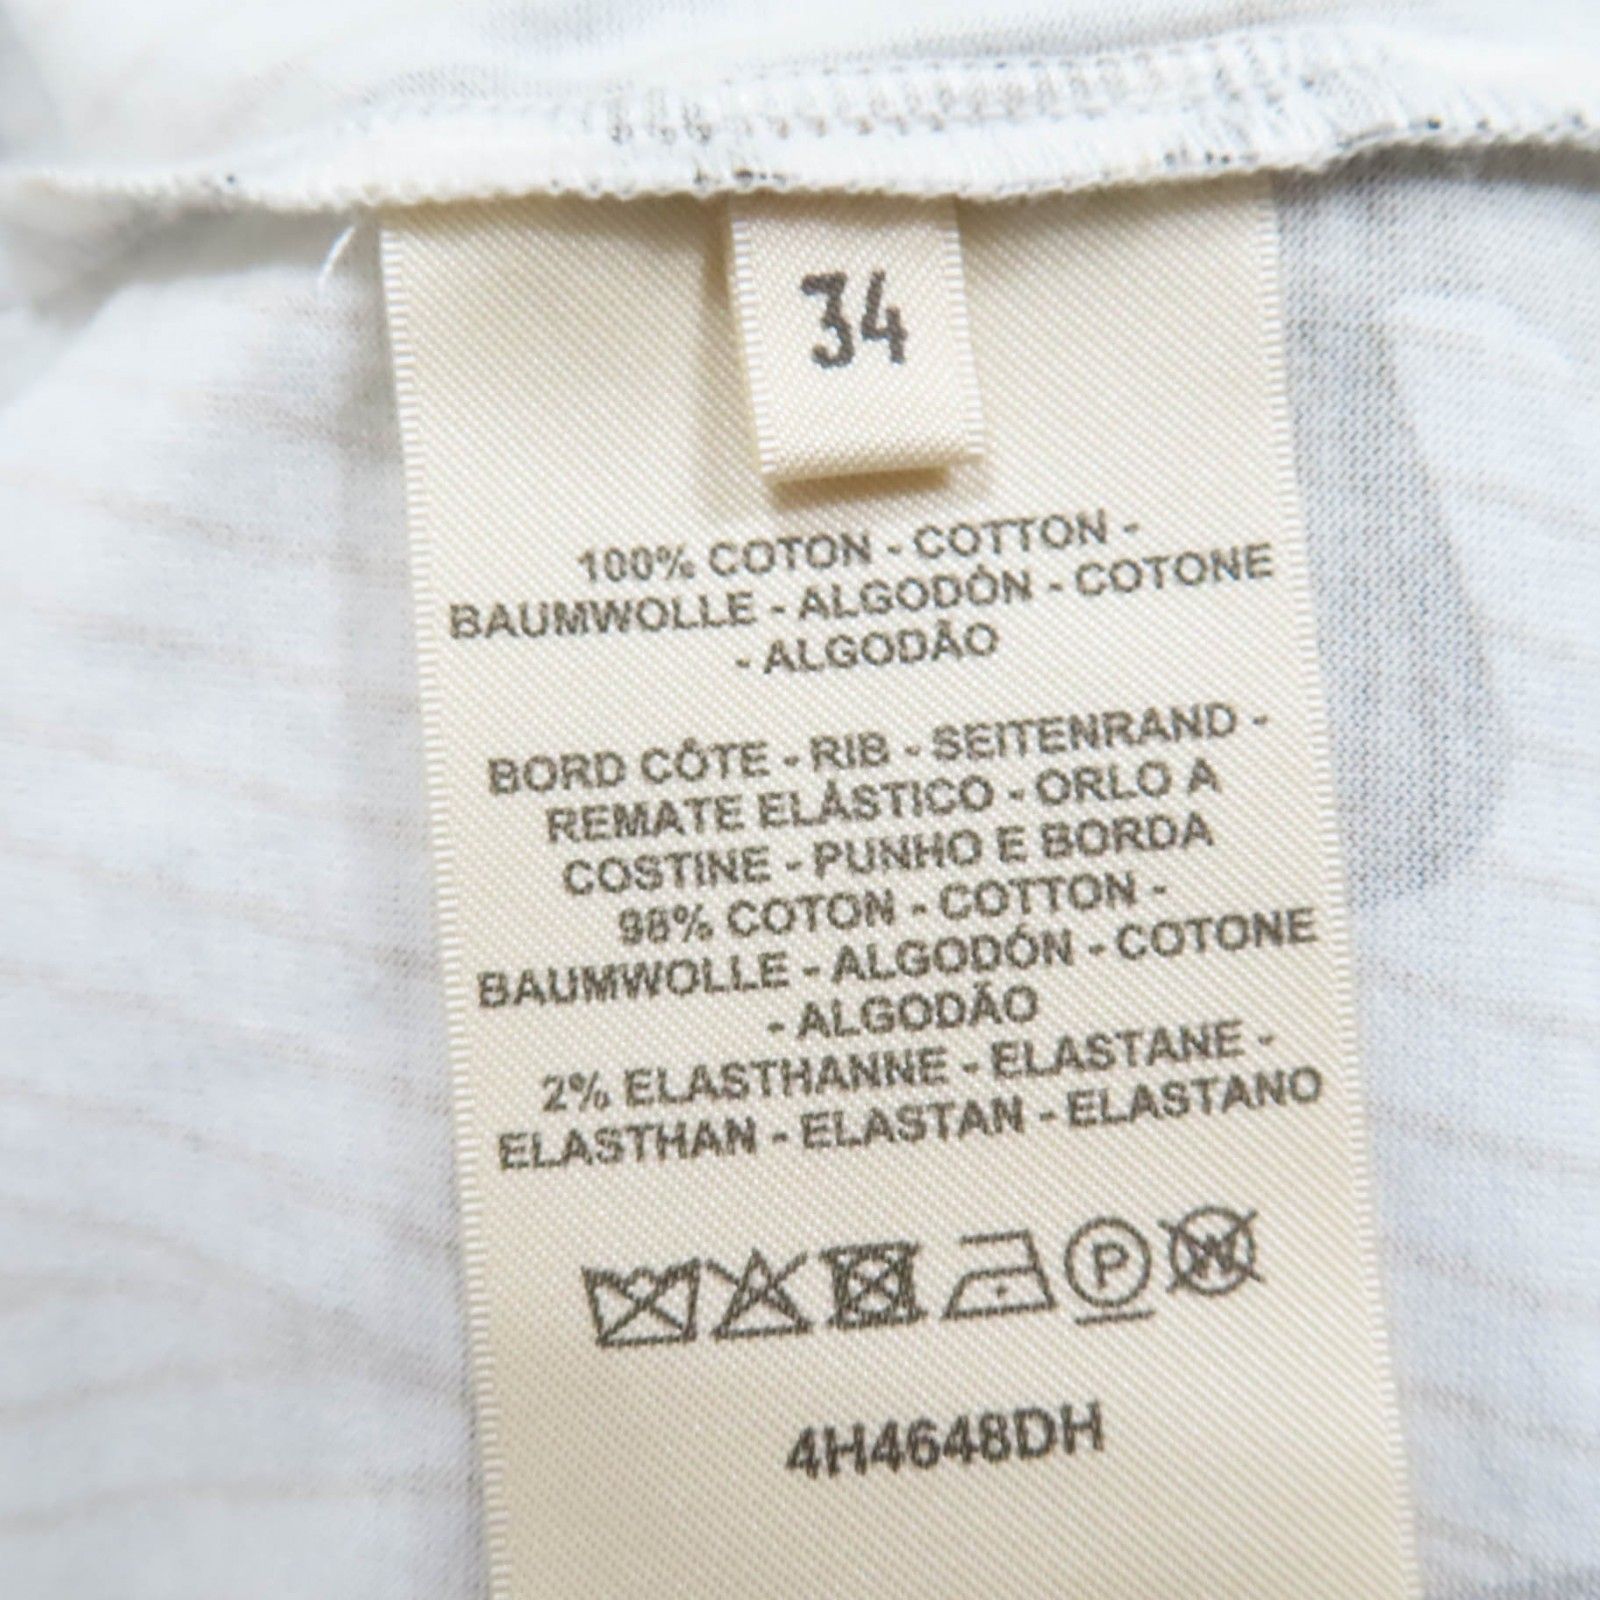 34
100% COTON - COTTON -
BAUMWOLLE - ALGODÓN - COTONE
- ALGODÃO
BORD CÔTE - RIB - SEITENRAND -
REMATE ELÁSTICO - ORLO A
COSTINE - PUNHO E BORDA
98% COTON - COTTON -
BAUMWOLLE - ALGODÓN - COTONE
- ALGODÃO
2% ELASTHANNE - ELASTANE -
ELASTHAN - ELASTAN - ELASTANO
P W
4H4648DH